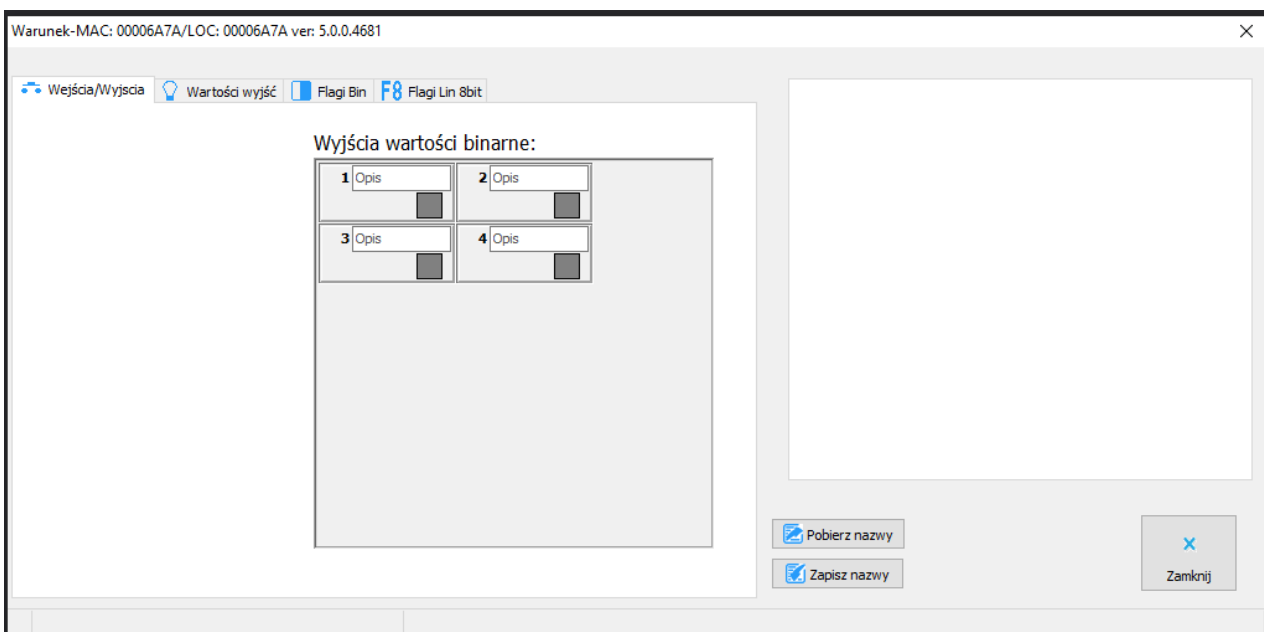 Warunek-MAC: 00006A7A/LOC: 00006A7A ver: 5.0.0.4681
Wejścia/Wyjscia Wartości wyjść Flagi Bin F8 Flagi Lin 8bit
Wyjścia wartości binarne:
1 Opis 2 Opis
3 Opis 4 Opis
Pobierz nazwy
Zapisz nazwy
Zamknij